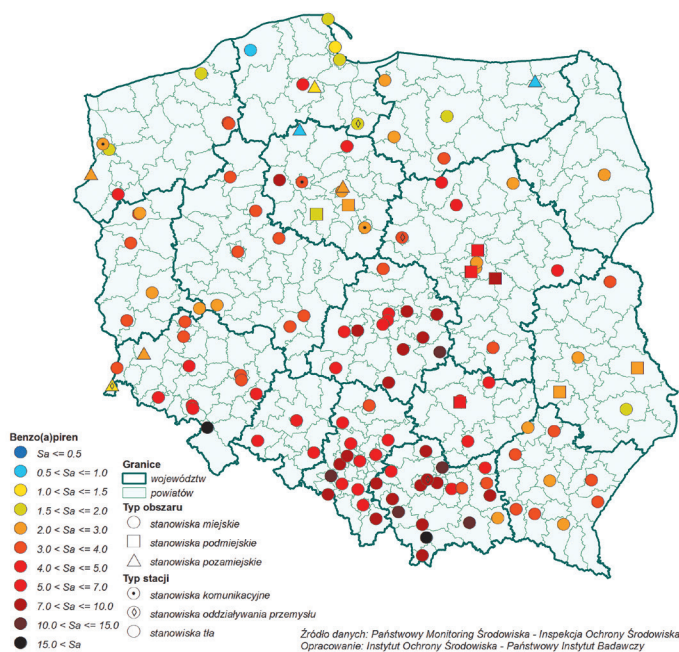 Benzo(a)piren
Sa <= 0.5
0.5 < Sa <= 1.0
1.0 < Sa <= 1.5
1.5 < Sa <= 2.0
2.0 < Sa <= 3.0
3.0 < Sa <= 4.0
4.0 < Sa <= 5.0
5.0 < Sa <= 7.0
7.0 < Sa <= 10.0
10.0 < Sa <= 15.0
15.0 < Sa
Granice
województw
powiatów
Typ obszaru
stanowiska miejskie
stanowiska podmiejskie
stanowiska pozamiejskie
Typ stacji
stanowiska komunikacyjne
stanowiska oddziaływania przemysłu
stanowiska tła
Źródło danych: Państwowy Monitoring Środowiska - Inspekcja Ochrony Środowiska
Opracowanie: Instytut Ochrony Środowiska - Państwowy Instytut Badawczy